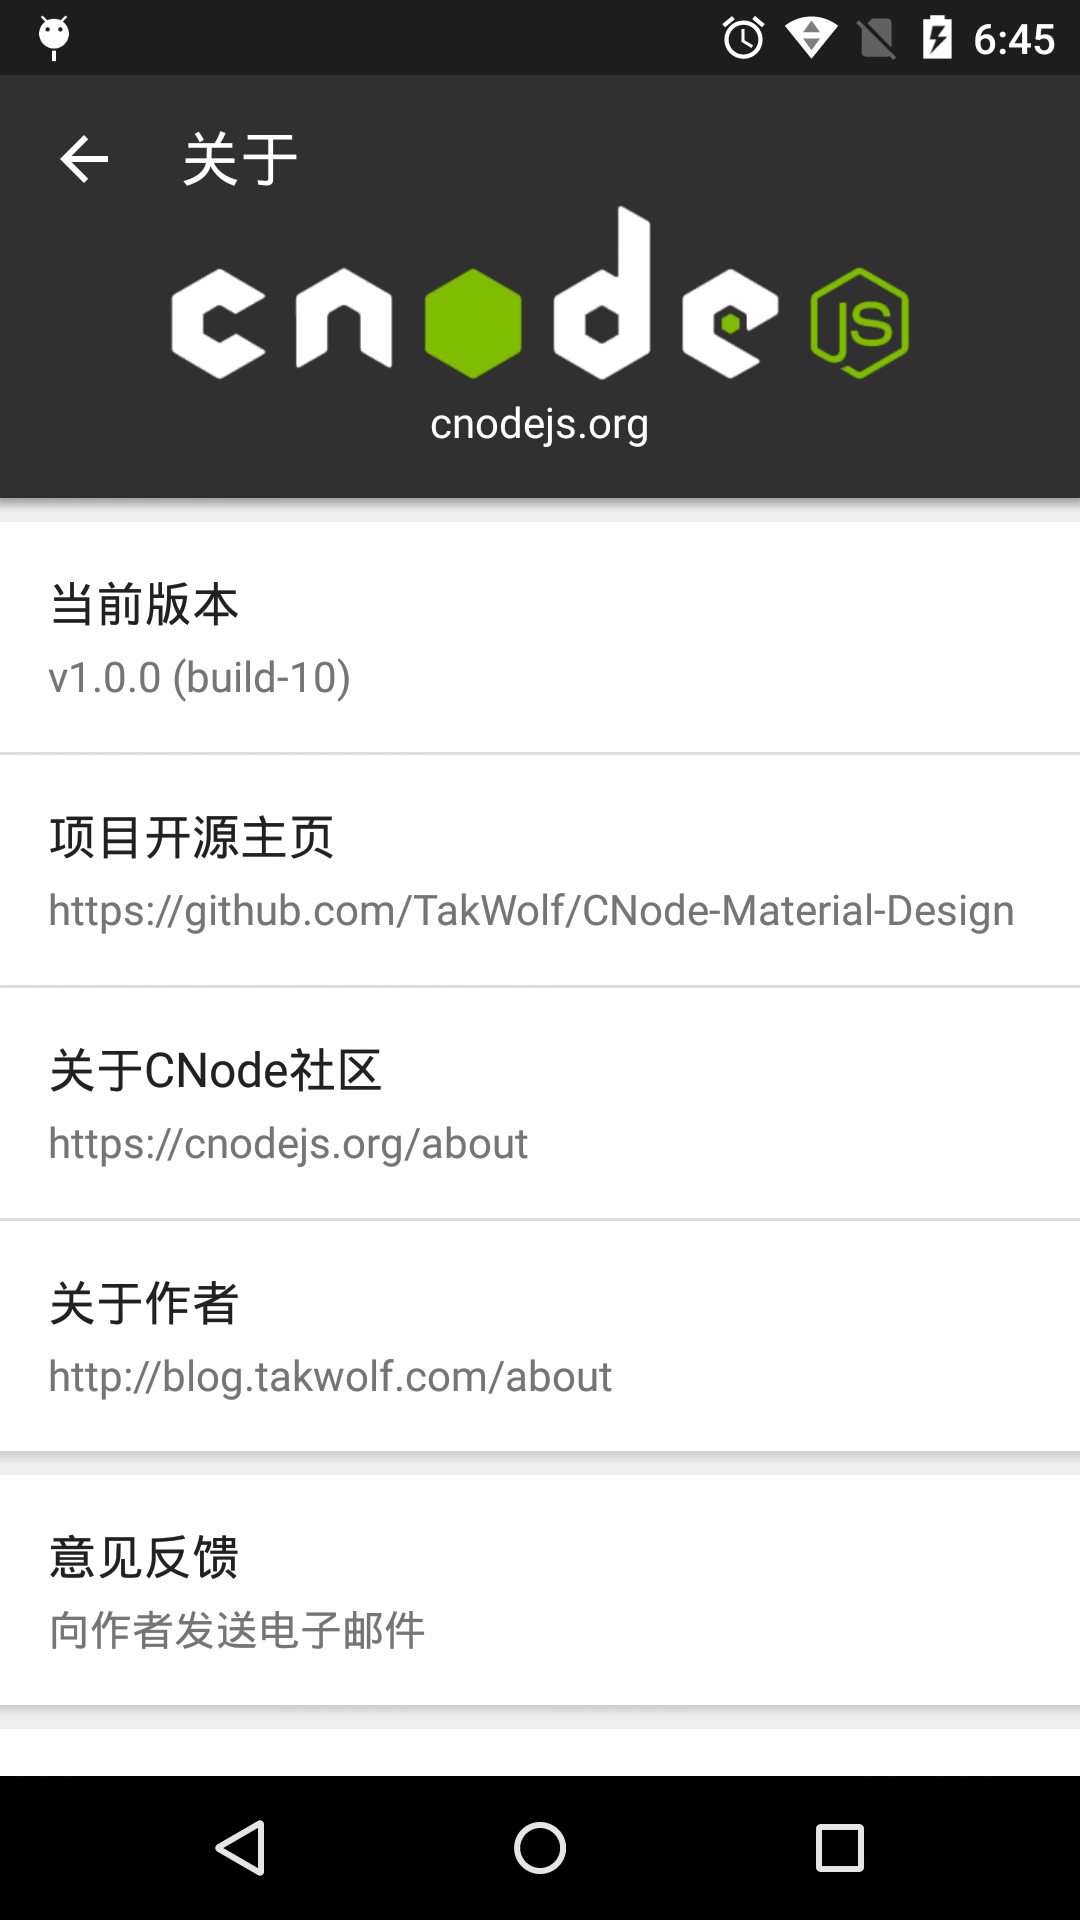 6:45
关于
cnode JS
cnodejs.org
当前版本
v1.0.0 (build-10)
项目开源主页
https://github.com/TakWolf/CNode-Material-Design
关于CNode社区
https://cnodejs.org/about
关于作者
http://blog.takwolf.com/about
意见反馈
向作者发送电子邮件